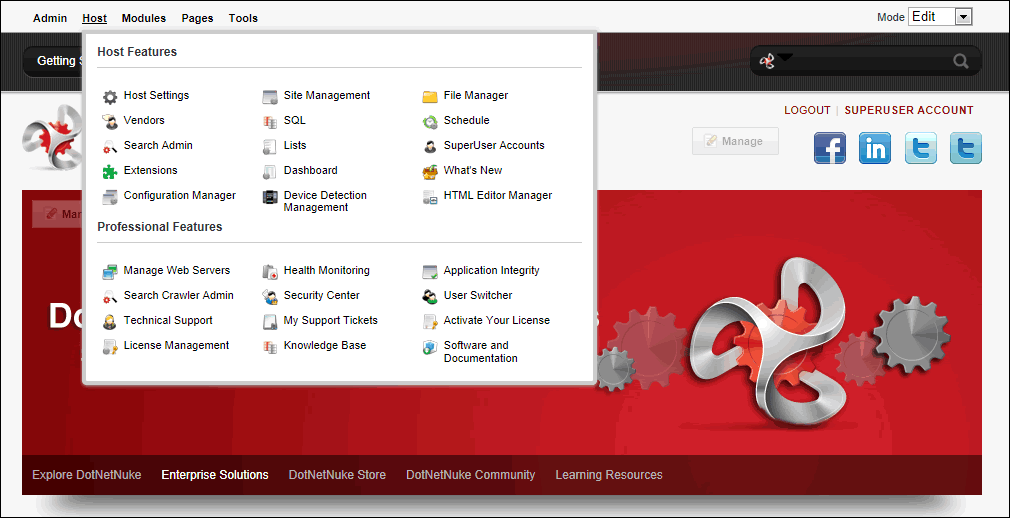 Admin Host Modules Pages Tools Mode Edit
Host Features
Getting
Host Settings Site Management File Manager
Vendors SQL Schedule
LOGOUT | SUPERUSER ACCOUNT
Search Admin Lists SuperUser Accounts
Manage
Extensions Dashboard What's New
Configuration Manager Device Detection Management HTML Editor Manager
Professional Features
Manage Web Servers Health Monitoring Application Integrity
Search Crawler Admin Security Center User Switcher
Technical Support My Support Tickets Activate Your License
License Management Knowledge Base Software and Documentation
Explore DotNetNuke Enterprise Solutions DotNetNuke Store DotNetNuke Community Learning Resources